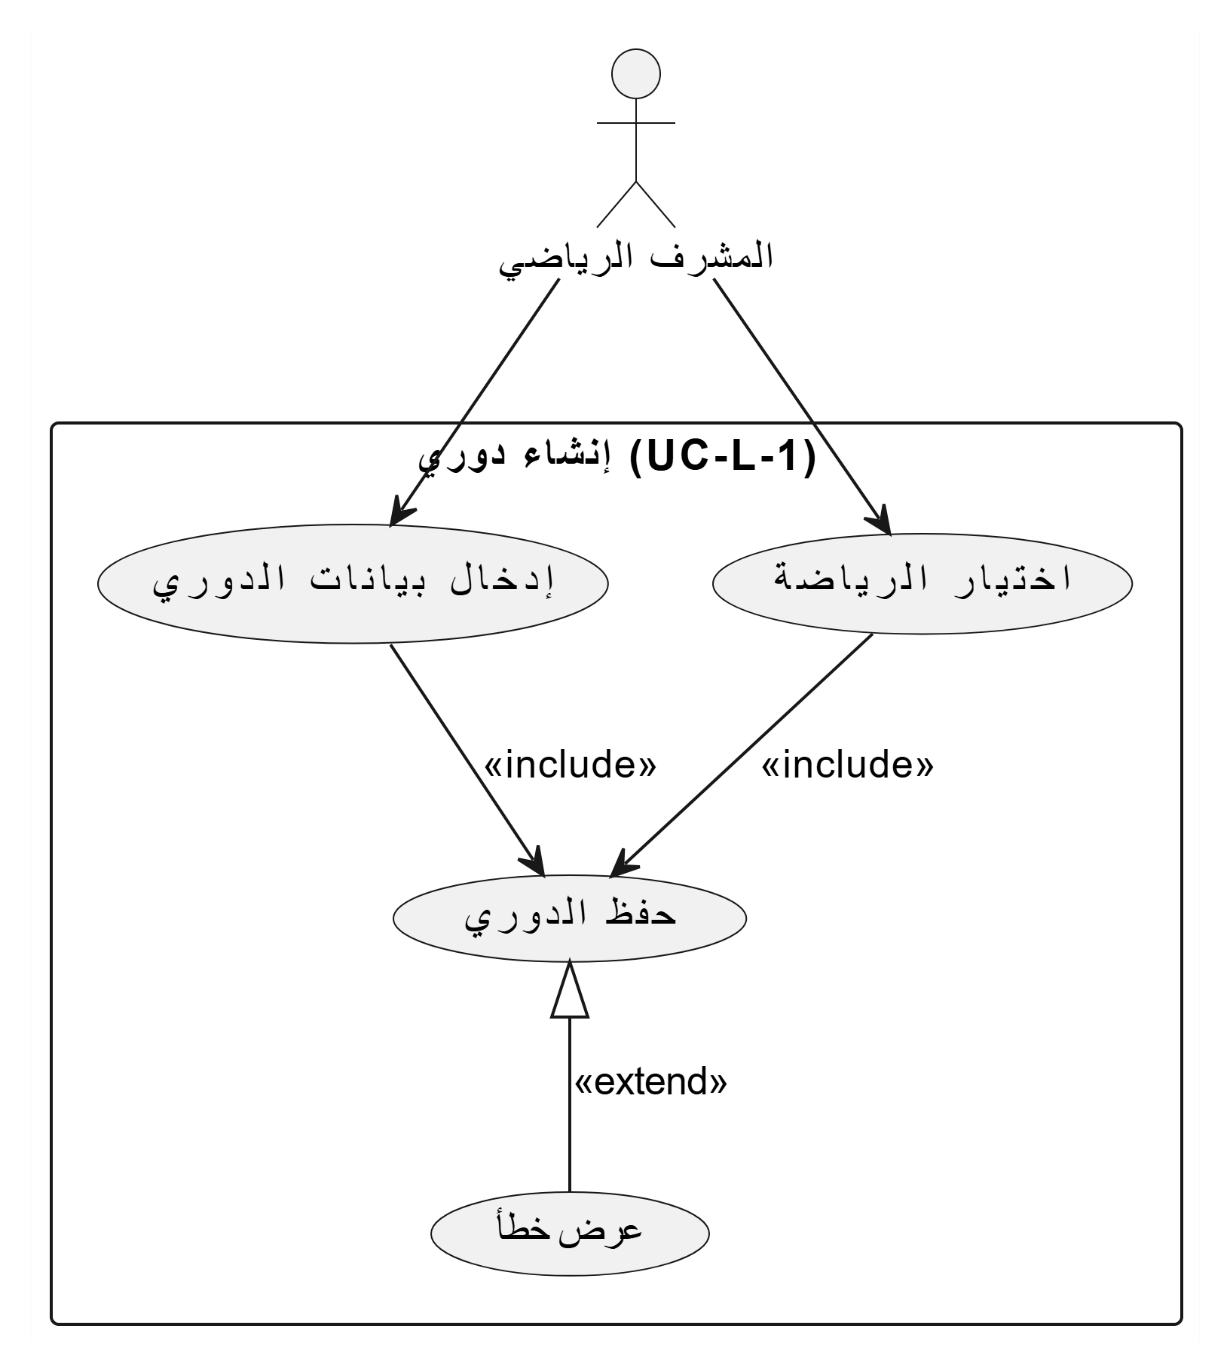 المشرف الرياضي
إنشاء دوري (UC-L-1)
إدخال بيانات الدوري
اختيار الرياضة
«include»
«include»
حفظ الدوري
«extend»
عرض خطأ